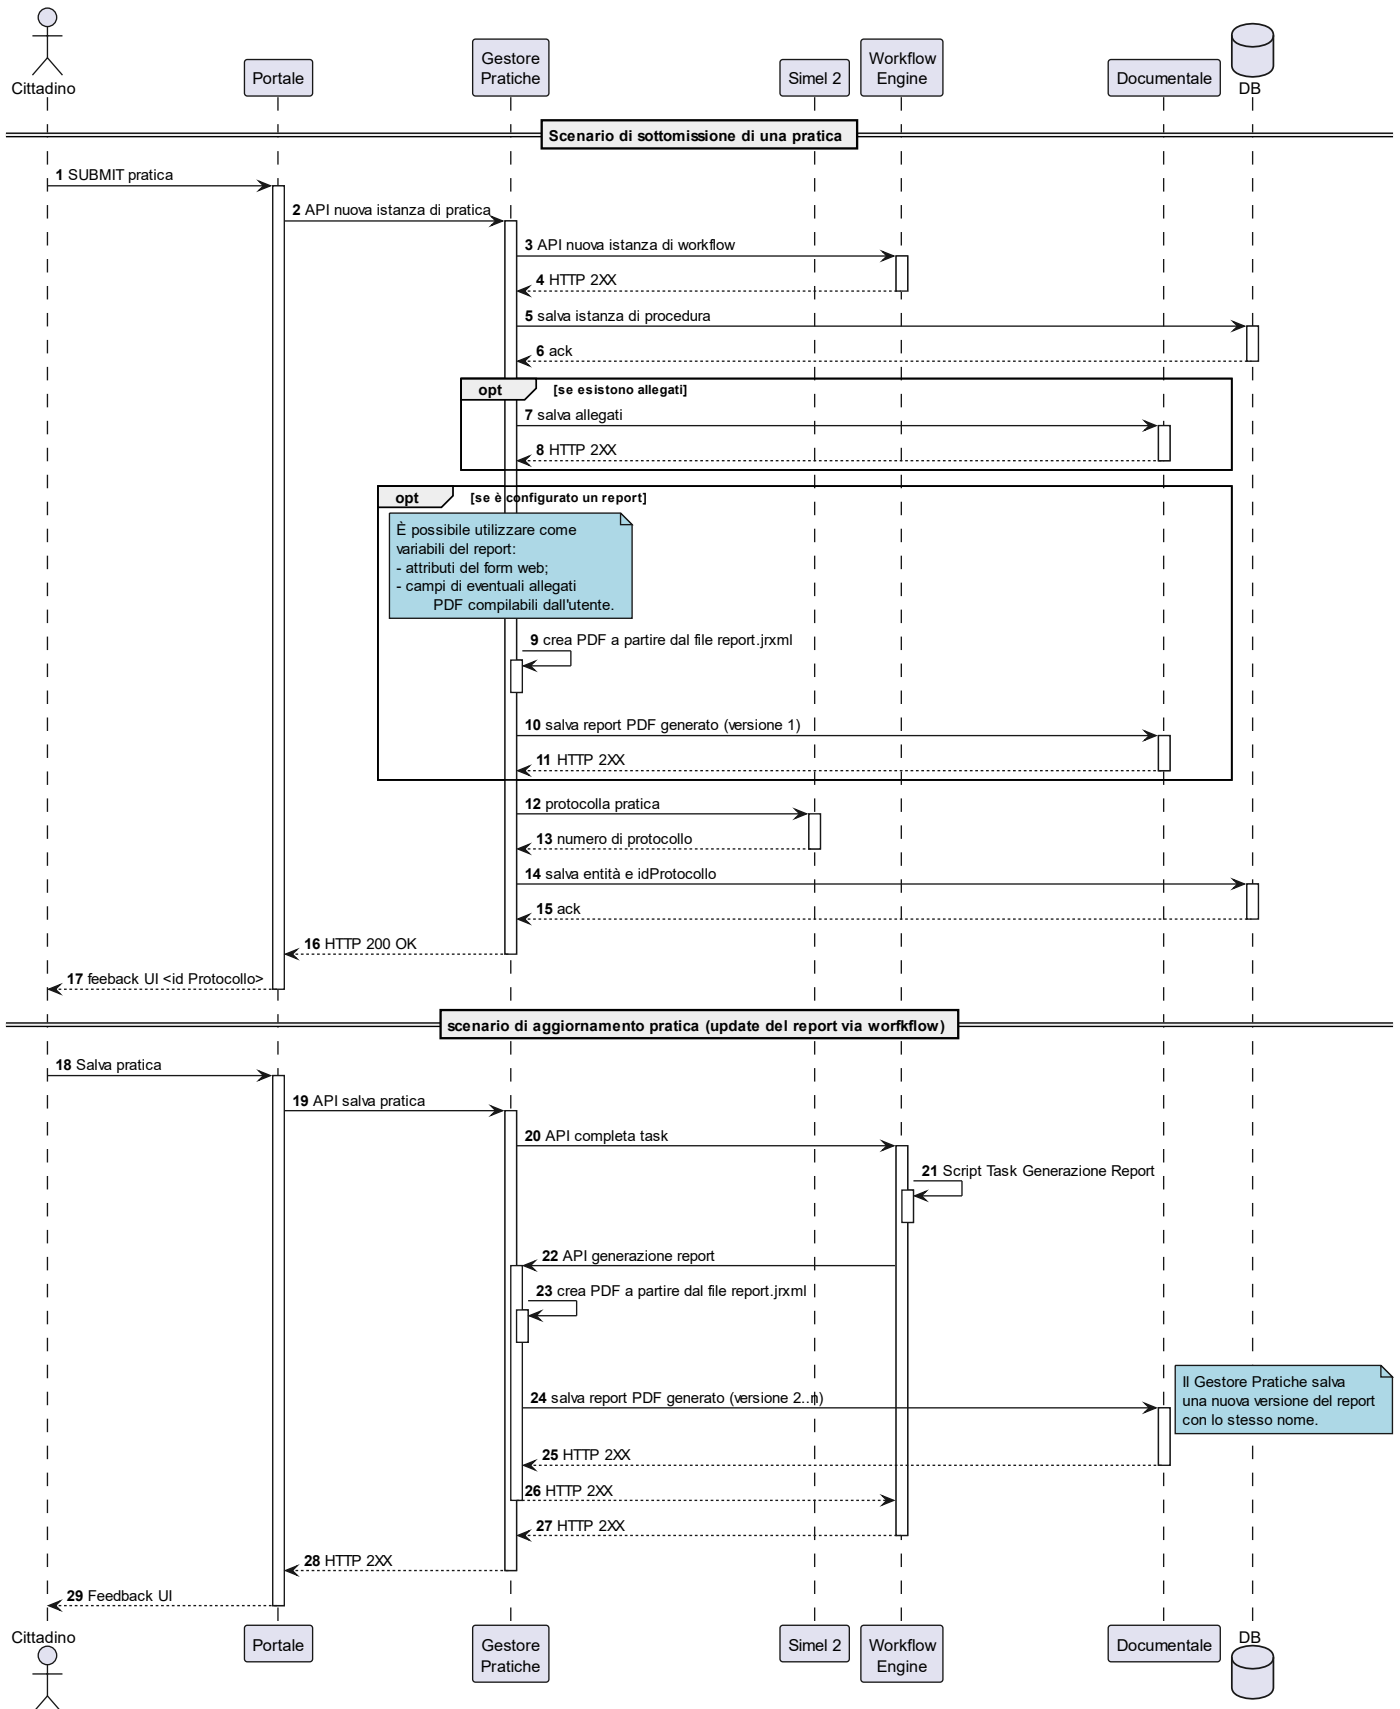 Cittadino
Portale
Gestore
Pratiche
Simel 2
Workflow
Engine
Documentale
DB
Scenario di sottomissione di una pratica
1 SUBMIT pratica
2 API nuova istanza di pratica
3 API nuova istanza di workflow
4 HTTP 2XX
5 salva istanza di procedura
6 ack
opt [se esistono allegati]
7 salva allegati
8 HTTP 2XX
opt [se è configurato un report]
È possibile utilizzare come
variabili del report:
- attributi del form web;
- campi di eventuali allegati
PDF compilabili dall'utente.
9 crea PDF a partire dal file report.jrxml
10 salva report PDF generato (versione 1)
11 HTTP 2XX
12 protocolla pratica
13 numero di protocollo
14 salva entità e idProtocollo
15 ack
16 HTTP 200 OK
17 feeback UI <id Protocollo>
scenario di aggiornamento pratica (update del report via worfkflow)
18 Salva pratica
19 API salva pratica
20 API completa task
21 Script Task Generazione Report
22 API generazione report
23 crea PDF a partire dal file report.jrxml
24 salva report PDF generato (versione 2..n)
Il Gestore Pratiche salva
una nuova versione del report
con lo stesso nome.
25 HTTP 2XX
26 HTTP 2XX
27 HTTP 2XX
28 HTTP 2XX
29 Feedback UI
Cittadino
Portale
Gestore
Pratiche
Simel 2
Workflow
Engine
Documentale
DB